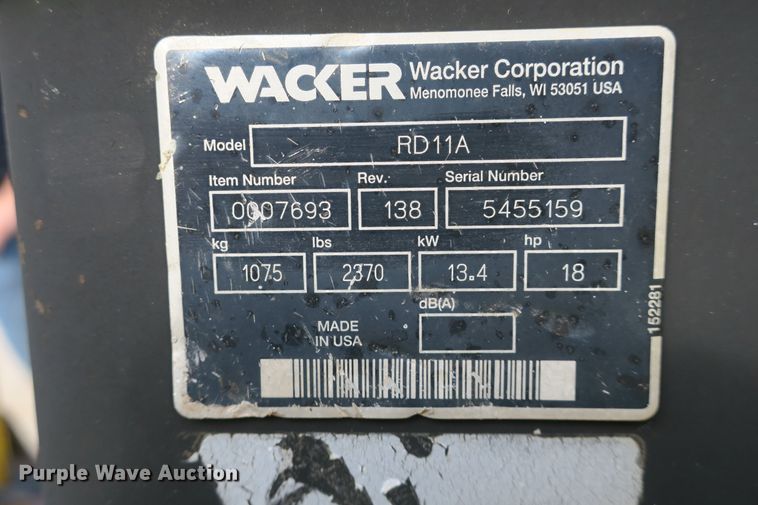 WACKER Wacker Corporation
Menomonee Falls, WI 53051 USA
Model RD11A
Item Number Rev. Serial Number
0007693 138 5455159
kg lbs kW hp
1075 2370 13.4 18
dB(A)
MADE
IN USA
152281
Purple Wave Auction